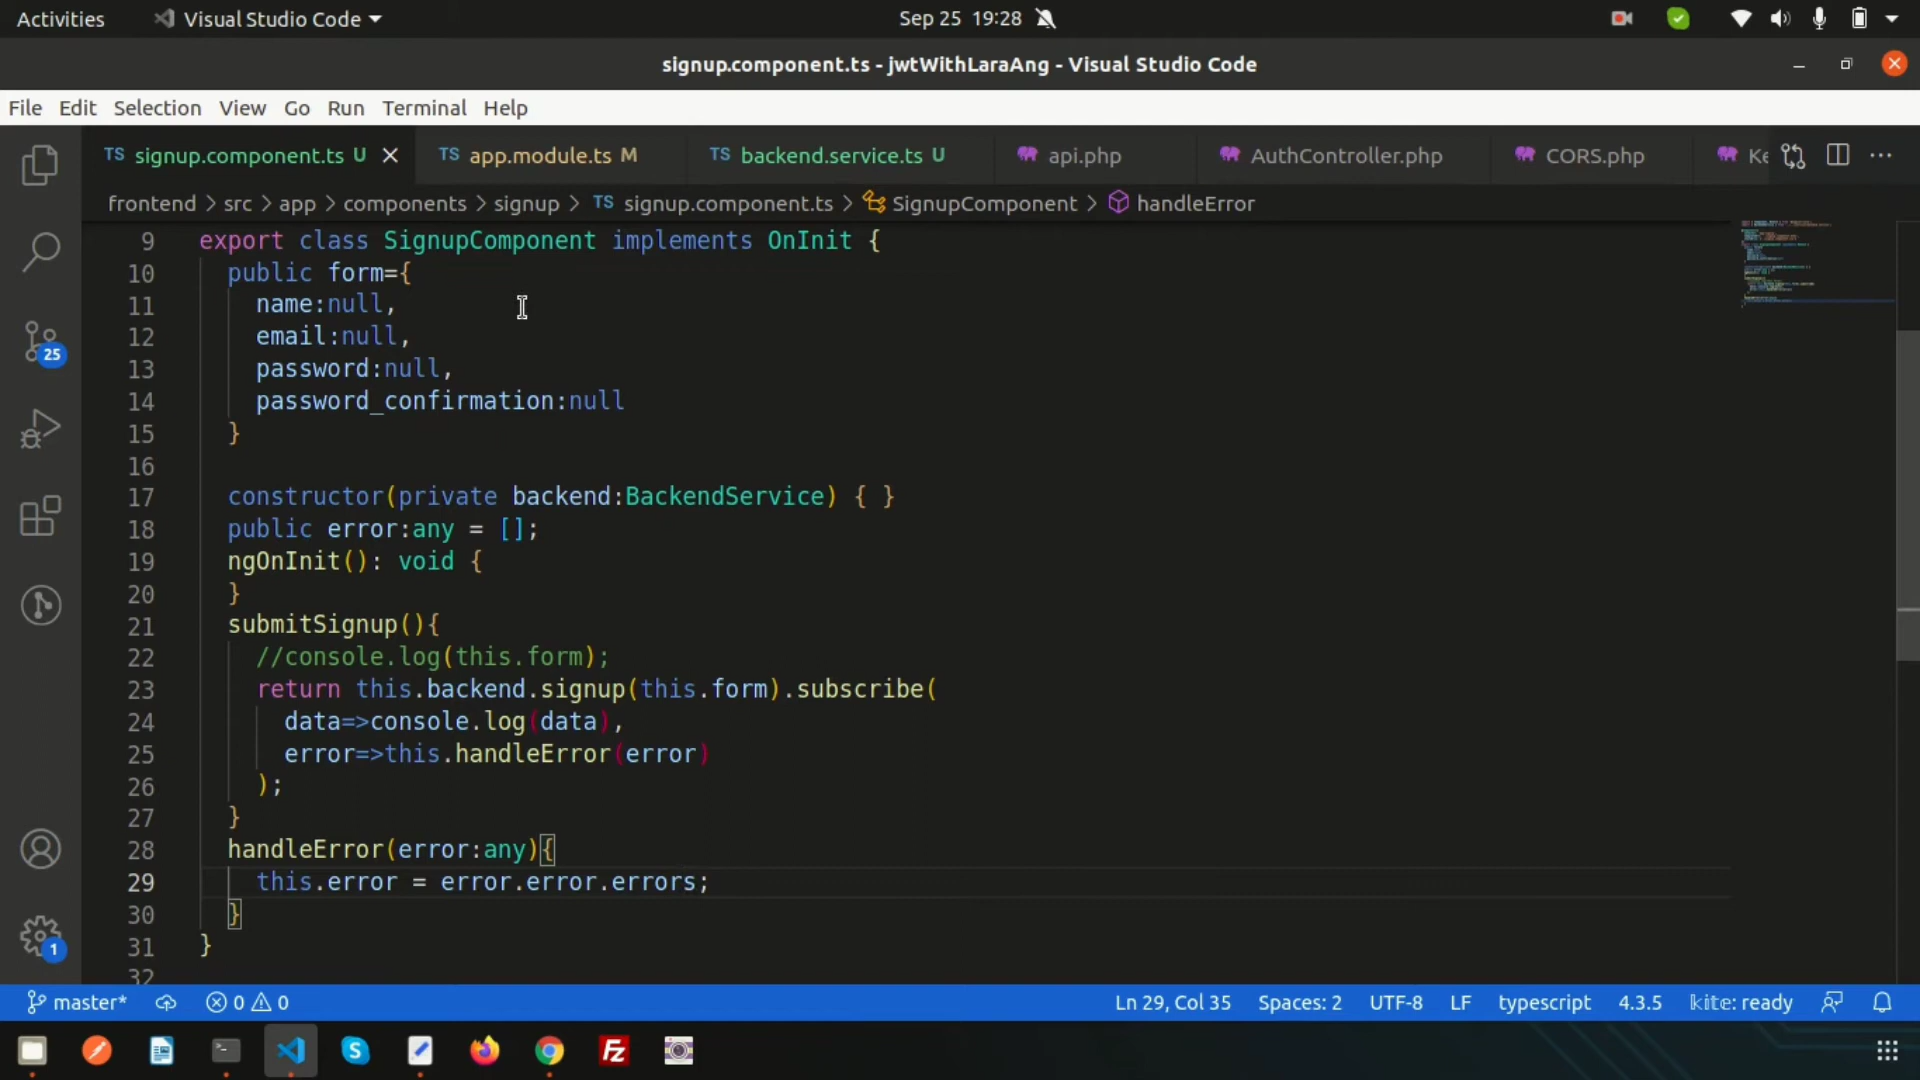 Activities
Visual Studio Code
Sep 25 19:28
signup.component.ts - jwtWithLaraAng - Visual Studio Code
File Edit Selection View Go Run Terminal Help
TS signup.component.ts U
TS app.module.ts M
TS backend.service.ts U
api.php
AuthController.php
CORS.php
frontend > src > app > components > signup > TS signup.component.ts > SignupComponent > handleError
9 export class SignupComponent implements OnInit {
10 public form={
11 name:null,
12 email:null,
13 password:null,
14 password_confirmation:null
15 }
16
17 constructor(private backend:BackendService) { }
18 public error:any = [];
19 ngOnInit(): void {
20 }
21 submitSignup(){
22 //console.log(this.form);
23 return this.backend.signup(this.form).subscribe(
24 data=>console.log(data),
25 error=>this.handleError(error)
26 );
27 }
28 handleError(error:any){
29 this.error = error.error.errors;
30 }
31 }
32
25
1
master* 0 0
Ln 29, Col 35 Spaces: 2 UTF-8 LF typescript 4.3.5 kite: ready